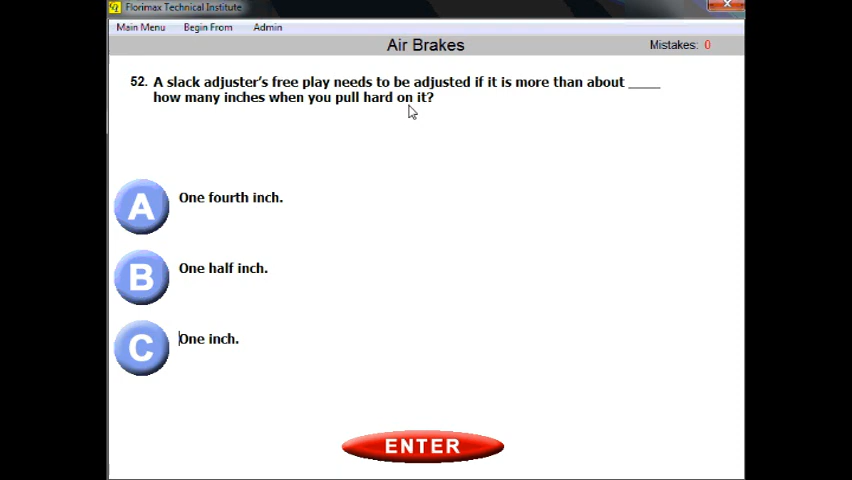 Florimax Technical Institute
Main Menu Begin From Admin
Air Brakes Mistakes: 0
52. A slack adjuster's free play needs to be adjusted if it is more than about ____
how many inches when you pull hard on it?
A One fourth inch.
B One half inch.
C One inch.
ENTER